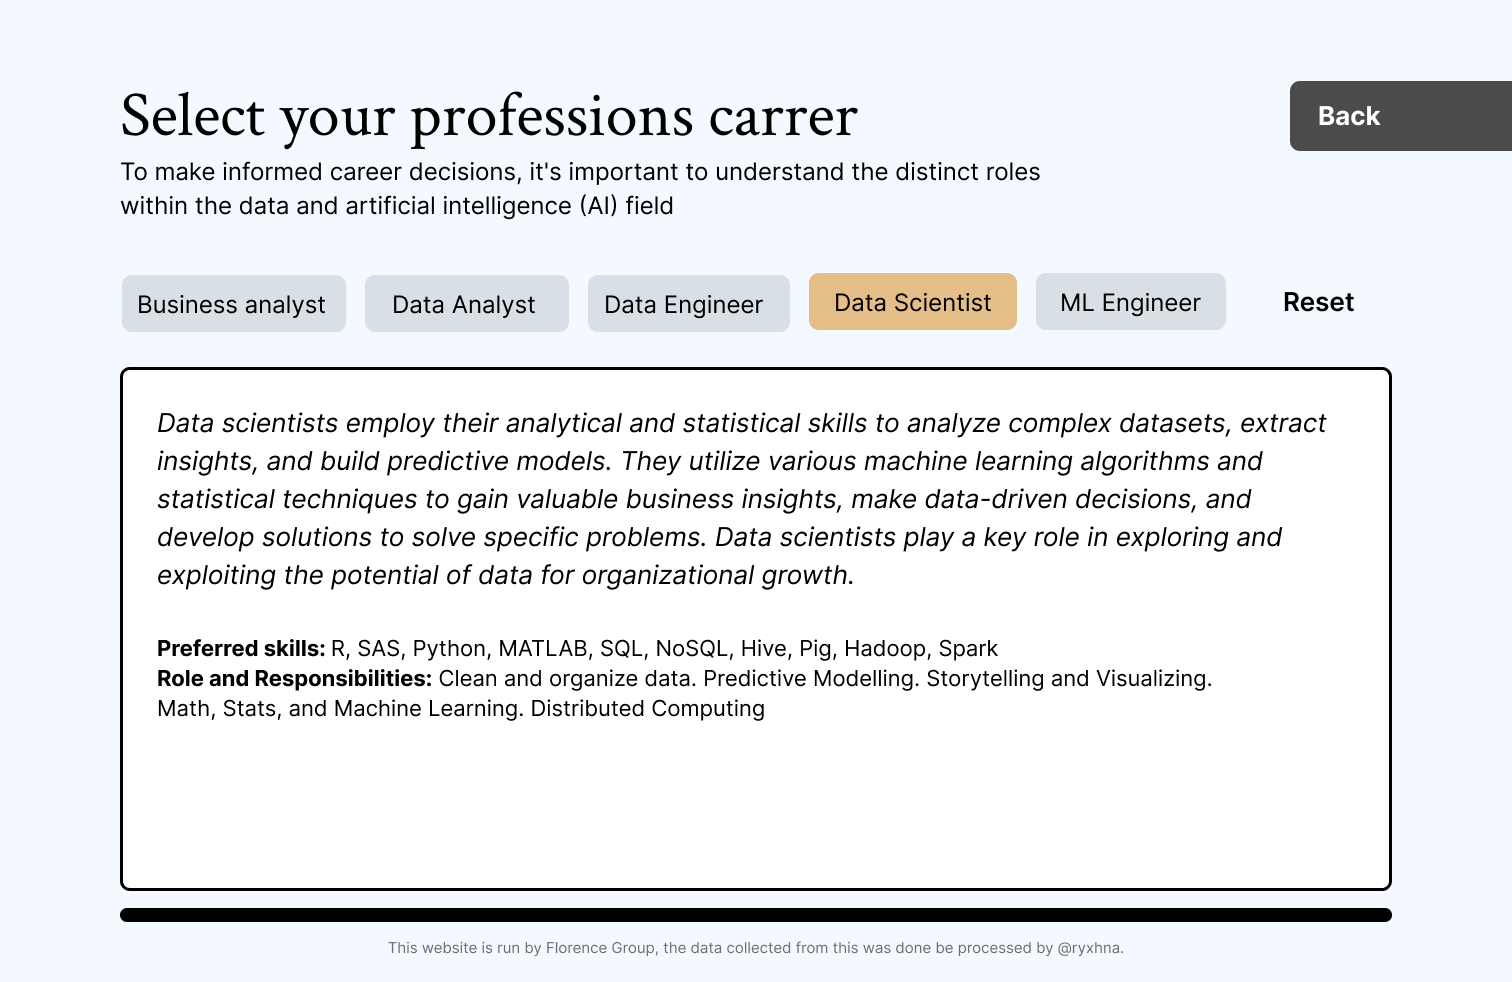 Select your professions carrer
Back
To make informed career decisions, it's important to understand the distinct roles
within the data and artificial intelligence (AI) field
Business analyst
Data Analyst
Data Engineer
Data Scientist
ML Engineer
Reset
Data scientists employ their analytical and statistical skills to analyze complex datasets, extract
insights, and build predictive models. They utilize various machine learning algorithms and
statistical techniques to gain valuable business insights, make data-driven decisions, and
develop solutions to solve specific problems. Data scientists play a key role in exploring and
exploiting the potential of data for organizational growth.
Preferred skills: R, SAS, Python, MATLAB, SQL, NoSQL, Hive, Pig, Hadoop, Spark
Role and Responsibilities: Clean and organize data. Predictive Modelling. Storytelling and Visualizing.
Math, Stats, and Machine Learning. Distributed Computing
This website is run by Florence Group, the data collected from this was done be processed by @ryxhna.